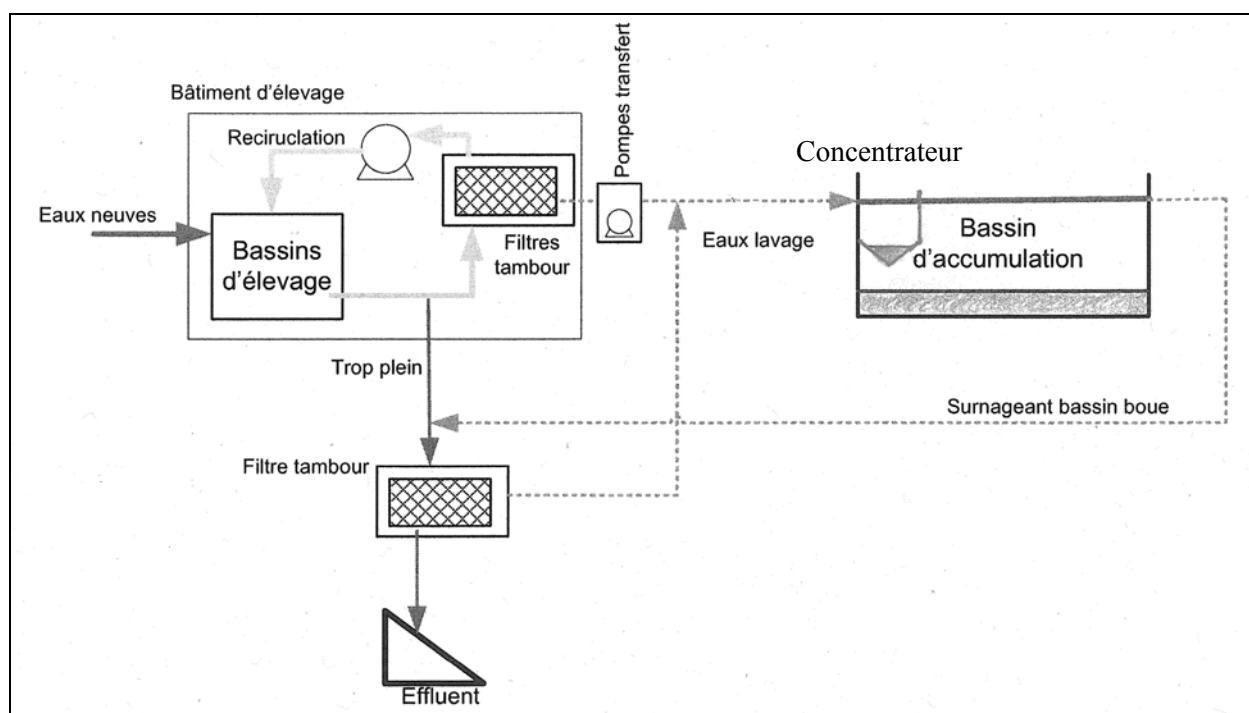 Pompes transfert
Bâtiment d'élevage
Reciruclation
Concentrateur
Eaux neuves
Bassins
d'élevage
Filtres
tambour
Eaux lavage
Bassin
d'accumulation
Trop plein
Surnageant bassin boue
Filtre tambour
Effluent